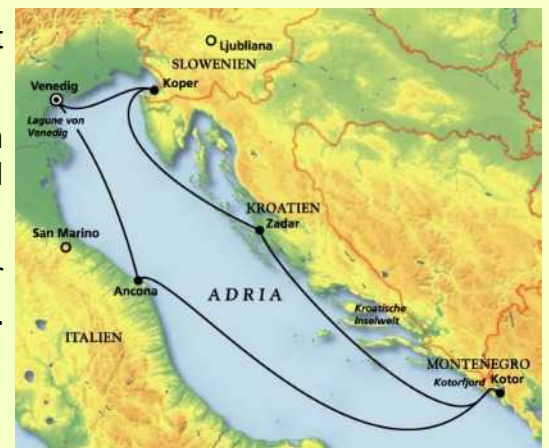 Ljubliana
SLOWENIEN
Venedig
Koper
Lagune von
Venedig
KROATIEN
Zadar
San Marino
Ancona
ADRIA
Kroatische
Inselwelt
ITALIEN
MONTENEGRO
Kotorfjord
Kotor